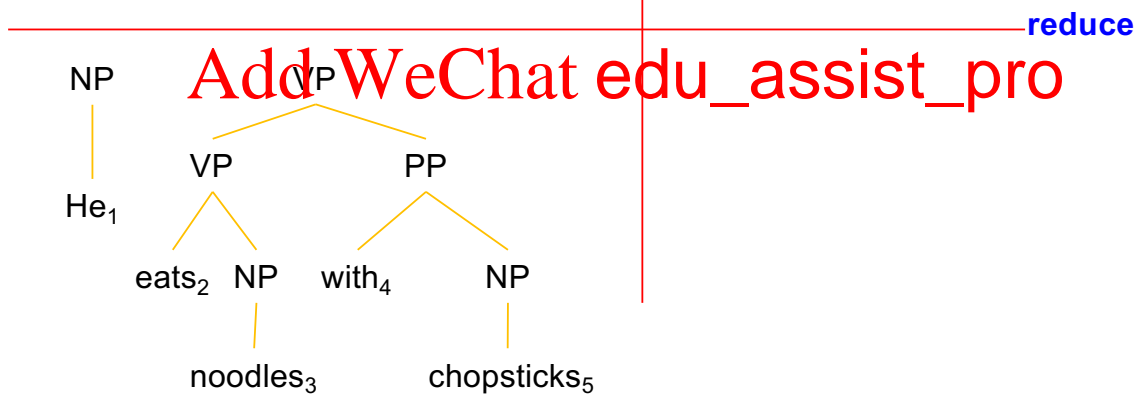 reduce
NP VP
Add WeChat edu_assist_pro
VP PP
He₁
eats₂ NP with₄ NP
noodles₃ chopsticks₅